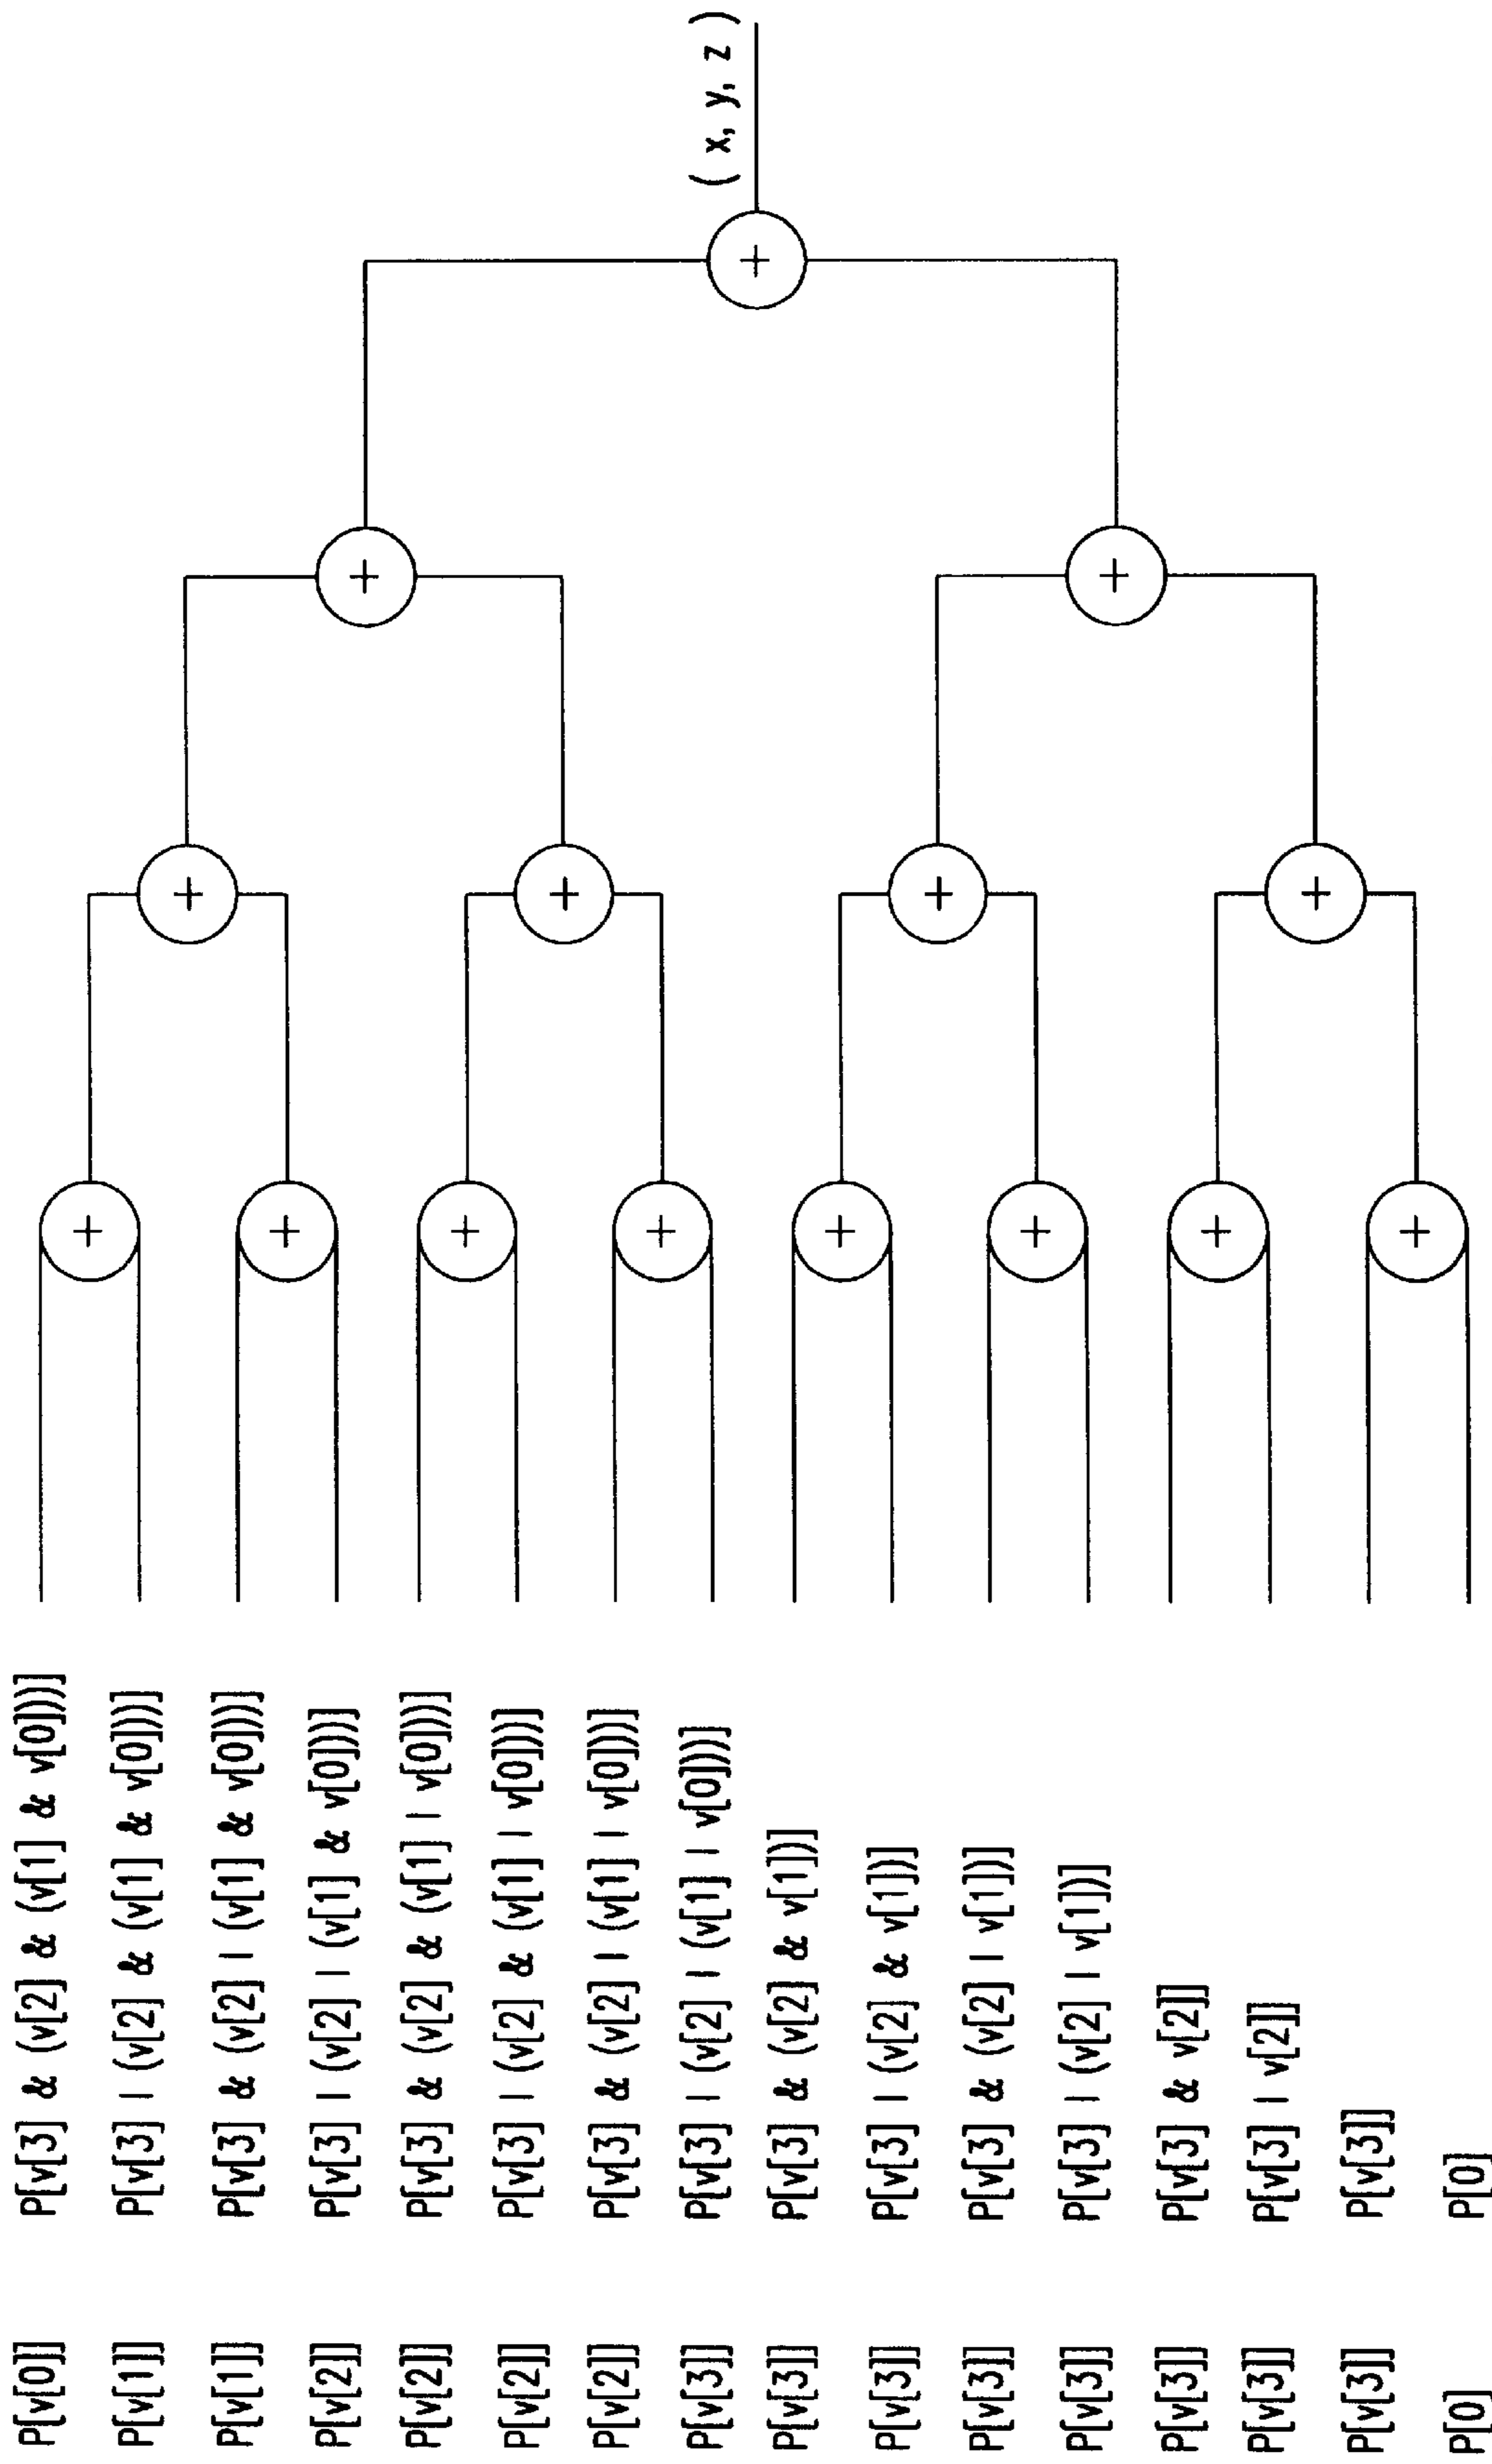 P[v[0]] P[v[3] & (v[2] & (v[1] & v[0]))]
P[v[1]] P[v[3] | (v[2] & (v[1] & v[0]))]
P[v[1]] P[v[3] & (v[2] | (v[1] & v[0]))]
P[v[2]] P[v[3] | (v[2] | (v[1] & v[0]))]
P[v[2]] P[v[3] & (v[2] & (v[1] | v[0]))]
P[v[2]] P[v[3] | (v[2] & (v[1] | v[0]))]
P[v[2]] P[v[3] & (v[2] | (v[1] | v[0]))]
P[v[3]] P[v[3] | (v[2] | (v[1] | v[0]))]
P[v[3]] P[v[3] & (v[2] & v[1])]
P[v[3]] P[v[3] | (v[2] & v[1])]
P[v[3]] P[v[3] & (v[2] | v[1])]
P[v[3]] P[v[3] | (v[2] | v[1])]
P[v[3]] P[v[3] & v[2]]
P[v[3]] P[v[3] | v[2]]
P[v[3]] P[v[3]]
P[0] P[0]
( x, y, z )